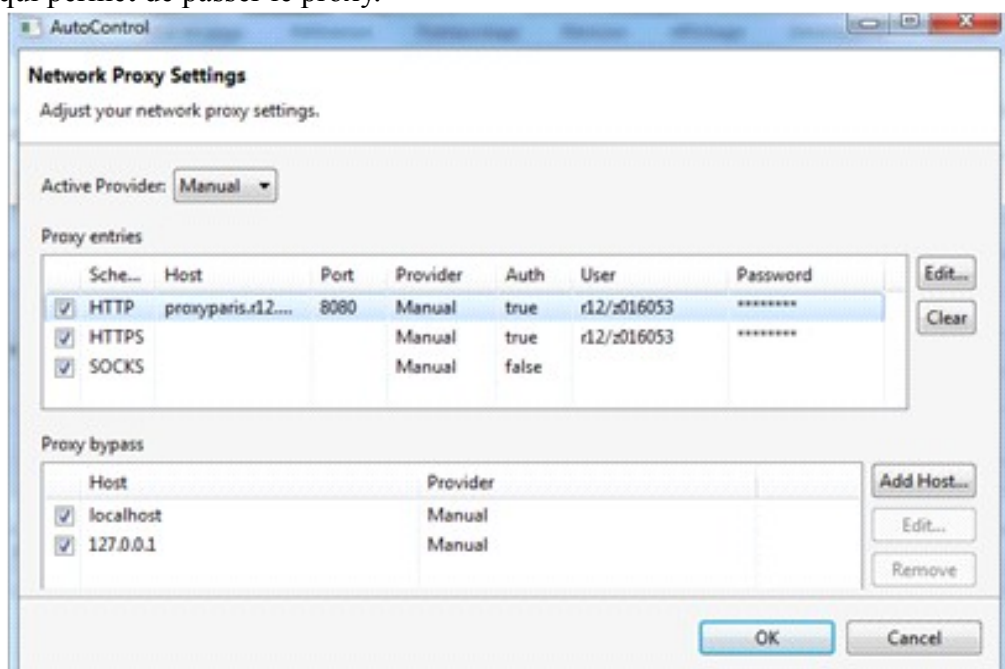 qui permet de passer le proxy.
AutoControl
Network Proxy Settings
Adjust your network proxy settings.
Active Provider: Manual
Proxy entries
Sche... Host Port Provider Auth User Password
HTTP proxyparis.r12.... 8080 Manual true r12/z016053 ********
HTTPS Manual true r12/z016053 ********
SOCKS Manual false
Edit...
Clear
Proxy bypass
Host Provider
localhost Manual
127.0.0.1 Manual
Add Host...
Edit...
Remove
OK Cancel